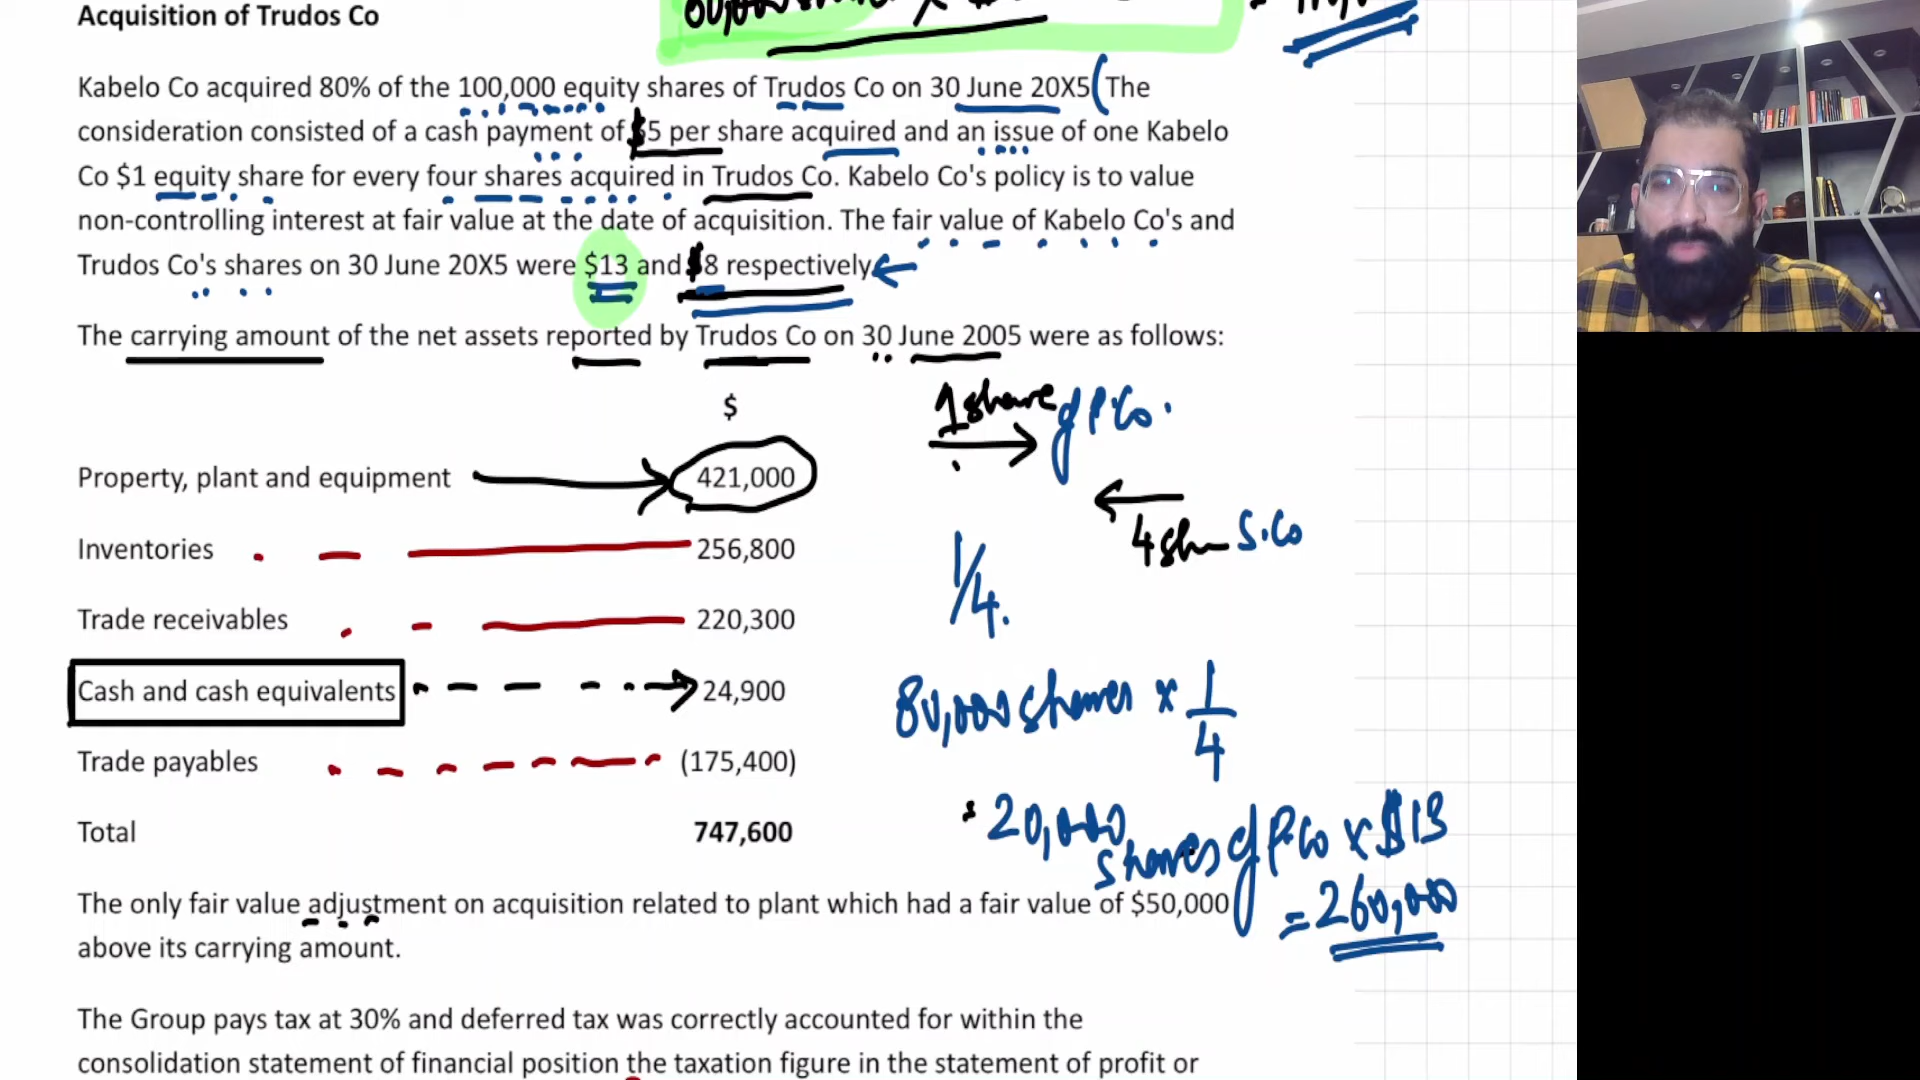 Acquisition of Trudos Co
Kabelo Co acquired 80% of the 100,000 equity shares of Trudos Co on 30 June 20X5 (The
consideration consisted of a cash payment of $5 per share acquired and an issue of one Kabelo
Co $1 equity share for every four shares acquired in Trudos Co. Kabelo Co's policy is to value
non-controlling interest at fair value at the date of acquisition. The fair value of Kabelo Co's and
Trudos Co's shares on 30 June 20X5 were $13 and $8 respectively
The carrying amount of the net assets reported by Trudos Co on 30 June 2005 were as follows:
$
1 share of P.Co.
Property, plant and equipment 421,000
4 sh S.Co
Inventories 256,800
1/4.
Trade receivables 220,300
Cash and cash equivalents 24,900
80,000 shares x 1/4
Trade payables (175,400)
Total 747,600
20,000 shares of P.Co x $13
= 260,000
The only fair value adjustment on acquisition related to plant which had a fair value of $50,000
above its carrying amount.
The Group pays tax at 30% and deferred tax was correctly accounted for within the
consolidation statement of financial position the taxation figure in the statement of profit or